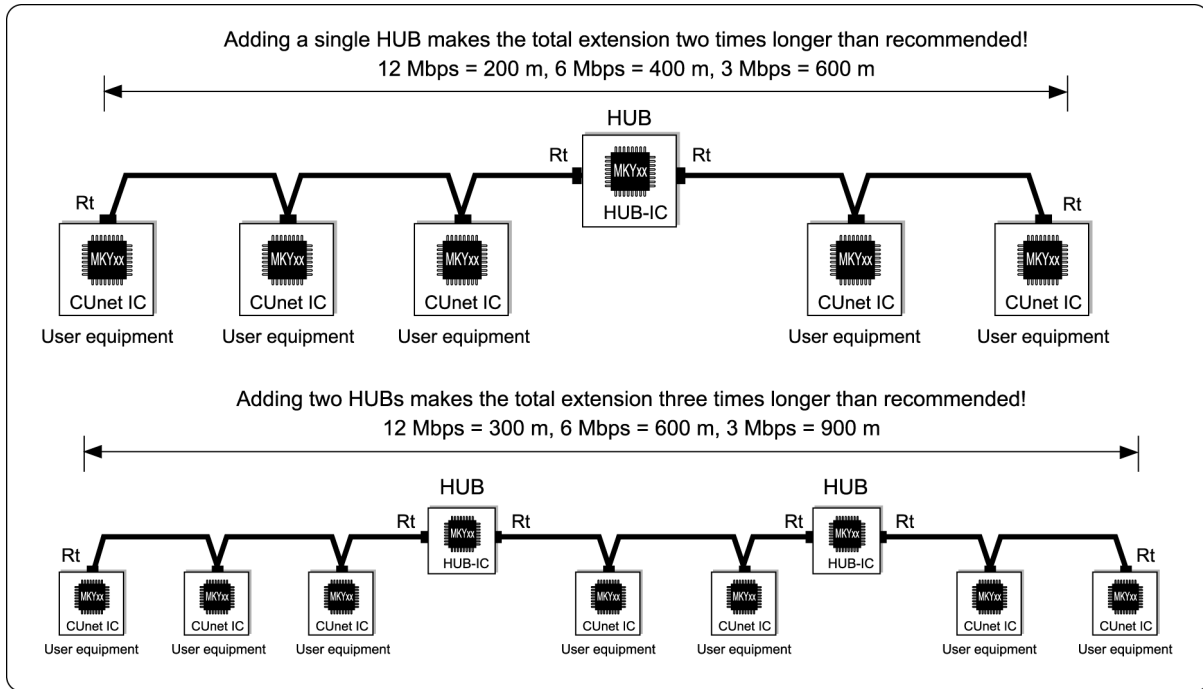 Adding a single HUB makes the total extension two times longer than recommended!
12 Mbps = 200 m, 6 Mbps = 400 m, 3 Mbps = 600 m
HUB
Rt
MKYxx
Rt
HUB-IC
Rt
Rt
MKYxx
MKYxx
MKYxx
MKYxx
MKYxx
CUnet IC
CUnet IC
CUnet IC
CUnet IC
CUnet IC
User equipment
User equipment
User equipment
User equipment
User equipment
Adding two HUBs makes the total extension three times longer than recommended!
12 Mbps = 300 m, 6 Mbps = 600 m, 3 Mbps = 900 m
HUB
HUB
Rt
MKYxx
Rt
Rt
MKYxx
Rt
HUB-IC
HUB-IC
Rt
Rt
MKYxx
MKYxx
MKYxx
MKYxx
MKYxx
MKYxx
MKYxx
CUnet IC
CUnet IC
CUnet IC
CUnet IC
CUnet IC
CUnet IC
CUnet IC
User equipment
User equipment
User equipment
User equipment
User equipment
User equipment
User equipment